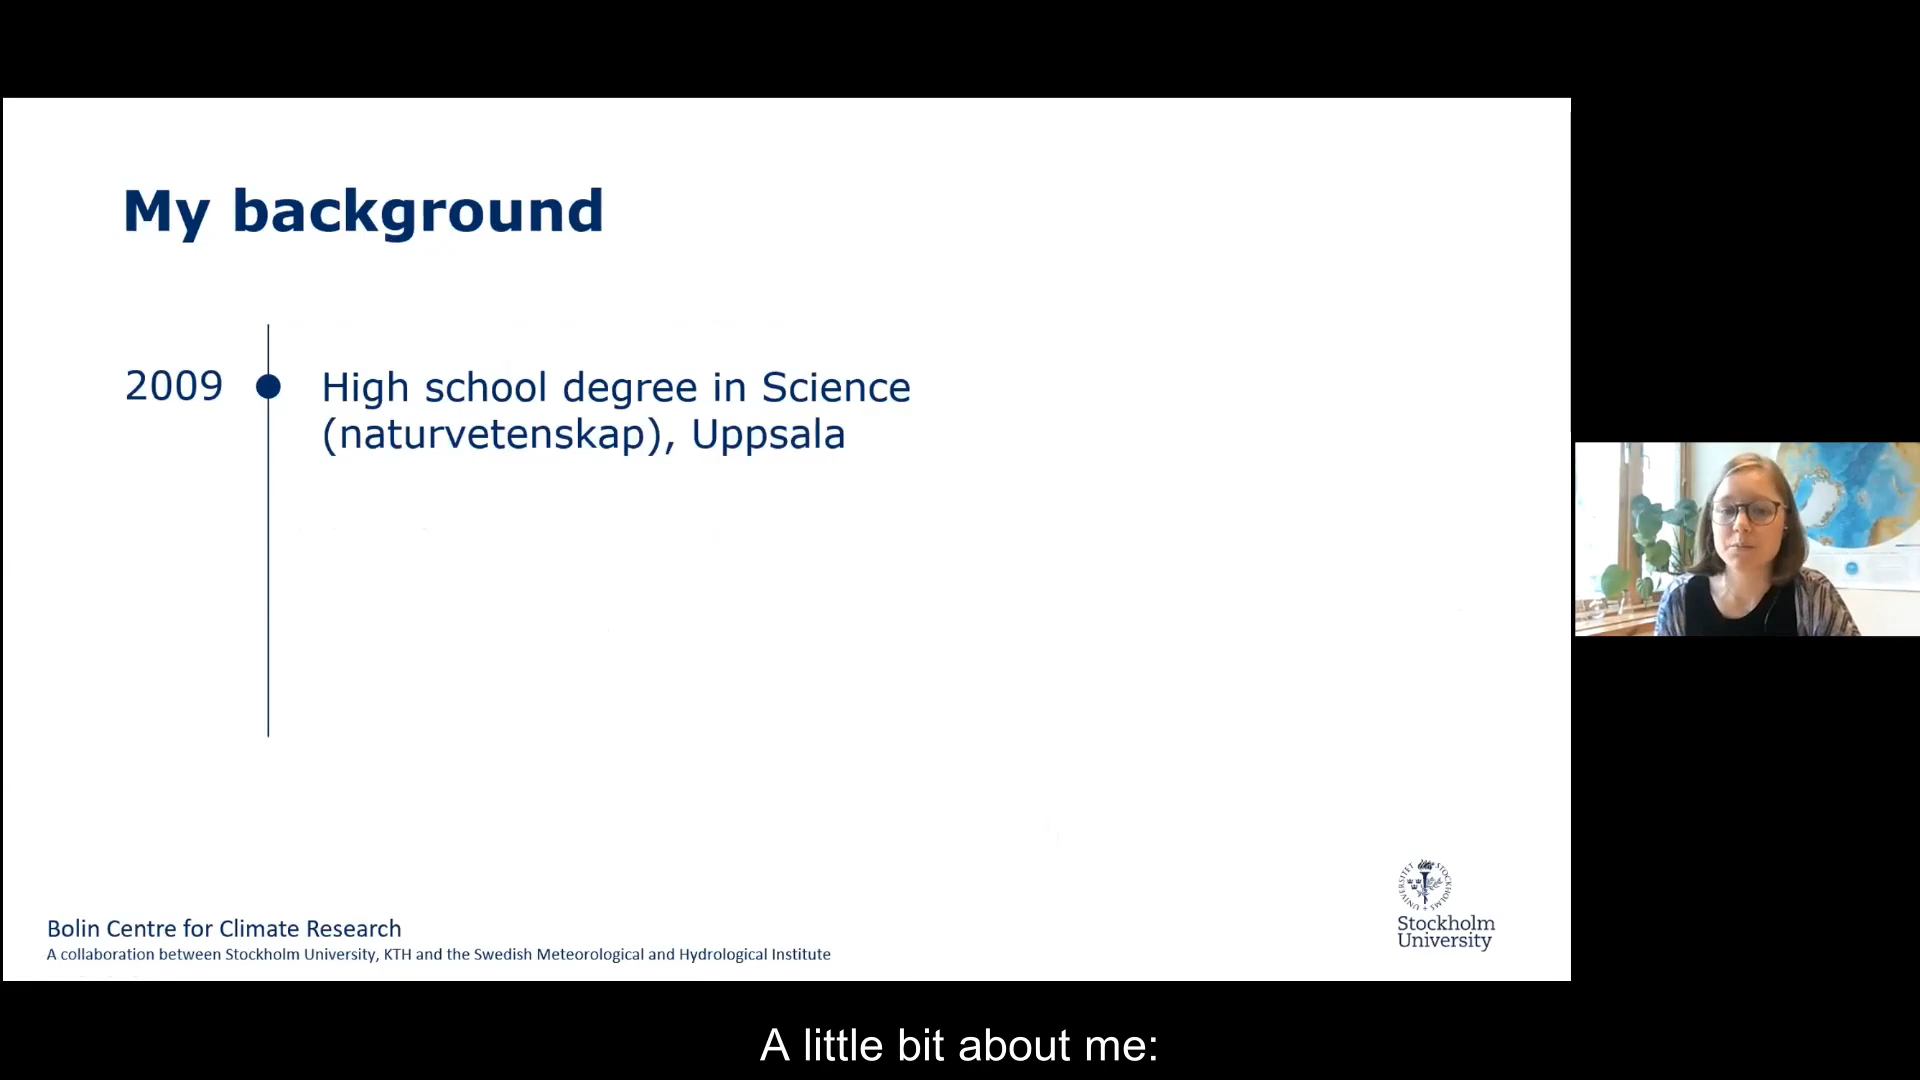 My background
2009
High school degree in Science
(naturvetenskap), Uppsala
Bolin Centre for Climate Research
A collaboration between Stockholm University, KTH and the Swedish Meteorological and Hydrological Institute
Stockholm
University
A little bit about me: